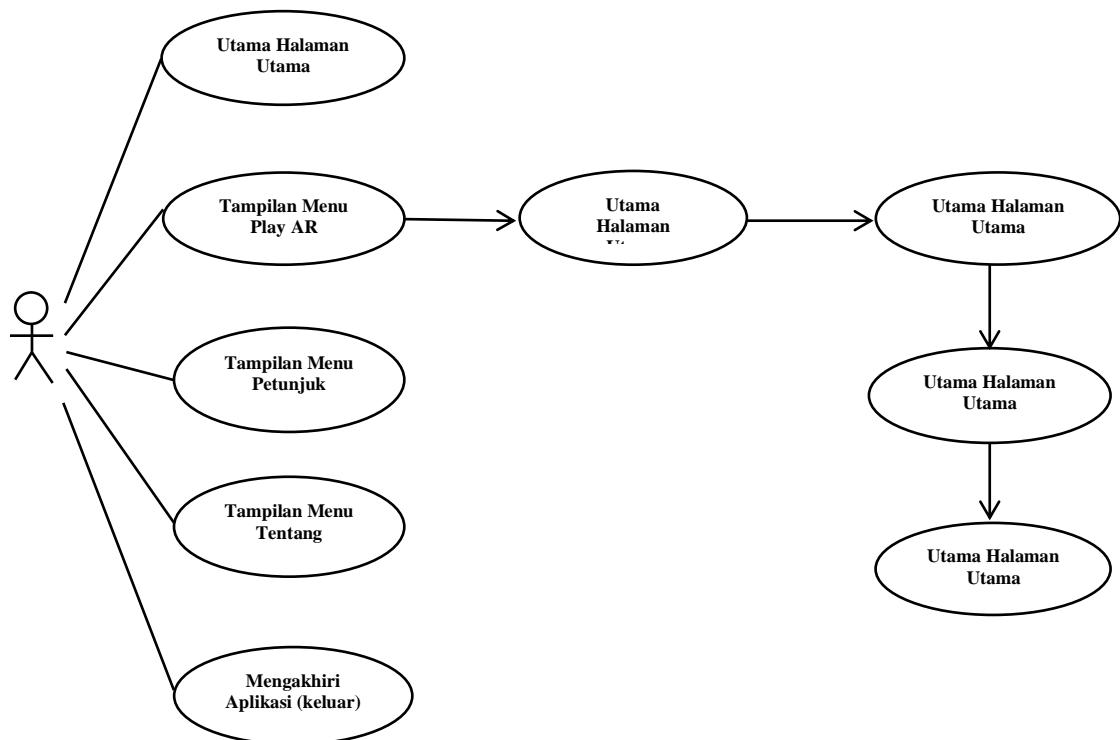 Utama Halaman
Utama
Tampilan Menu
Play AR
Utama
Halaman
Utama Halaman
Utama
Tampilan Menu
Petunjuk
Utama Halaman
Utama
Tampilan Menu
Tentang
Utama Halaman
Utama
Mengakhiri
Aplikasi (keluar)